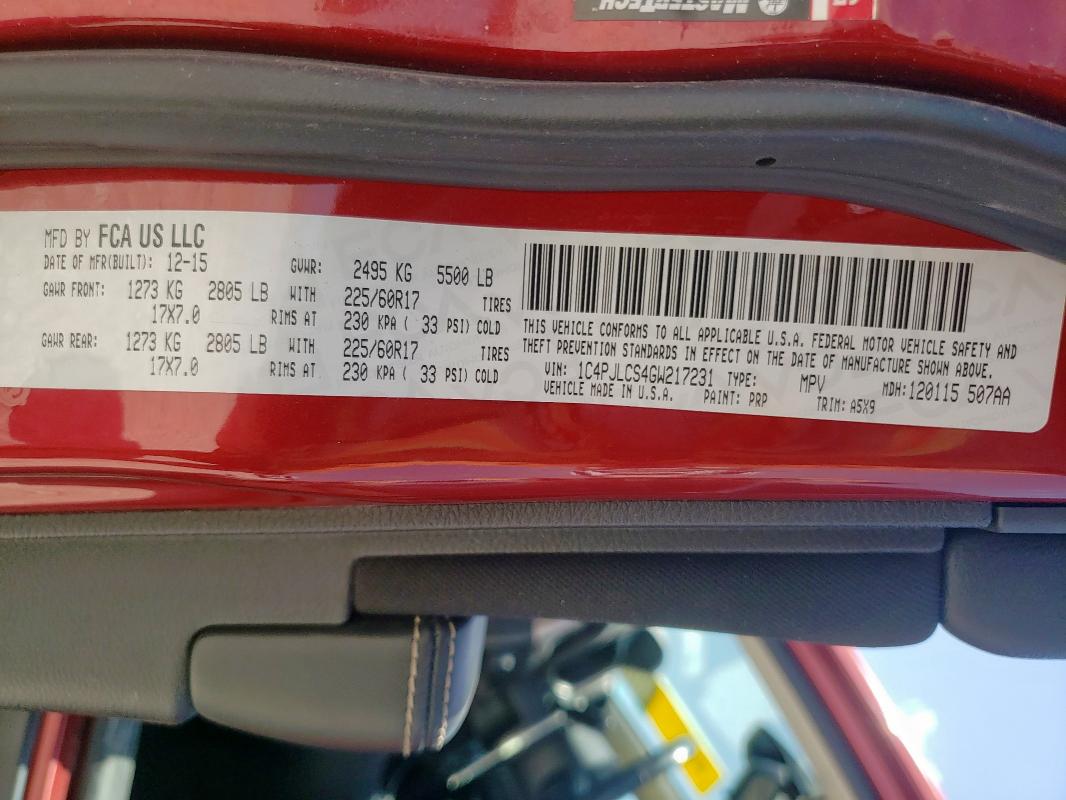 MASTERTECH
MFD BY FCA US LLC
DATE OF MFR(BUILT): 12-15 GVWR: 2495 KG 5500 LB
GAWR FRONT: 1273 KG 2805 LB WITH 225/60R17 TIRES
17X7.0 RIMS AT 230 KPA ( 33 PSI) COLD
GAWR REAR: 1273 KG 2805 LB WITH 225/60R17 TIRES
17X7.0 RIMS AT 230 KPA ( 33 PSI) COLD
THIS VEHICLE CONFORMS TO ALL APPLICABLE U.S.A. FEDERAL MOTOR VEHICLE SAFETY AND
THEFT PREVENTION STANDARDS IN EFFECT ON THE DATE OF MANUFACTURE SHOWN ABOVE.
VIN: 1C4PJLCS4GW217231 TYPE: MPV MDH:120115 507AA
VEHICLE MADE IN U.S.A. PAINT: PRP TRIM: A5X9